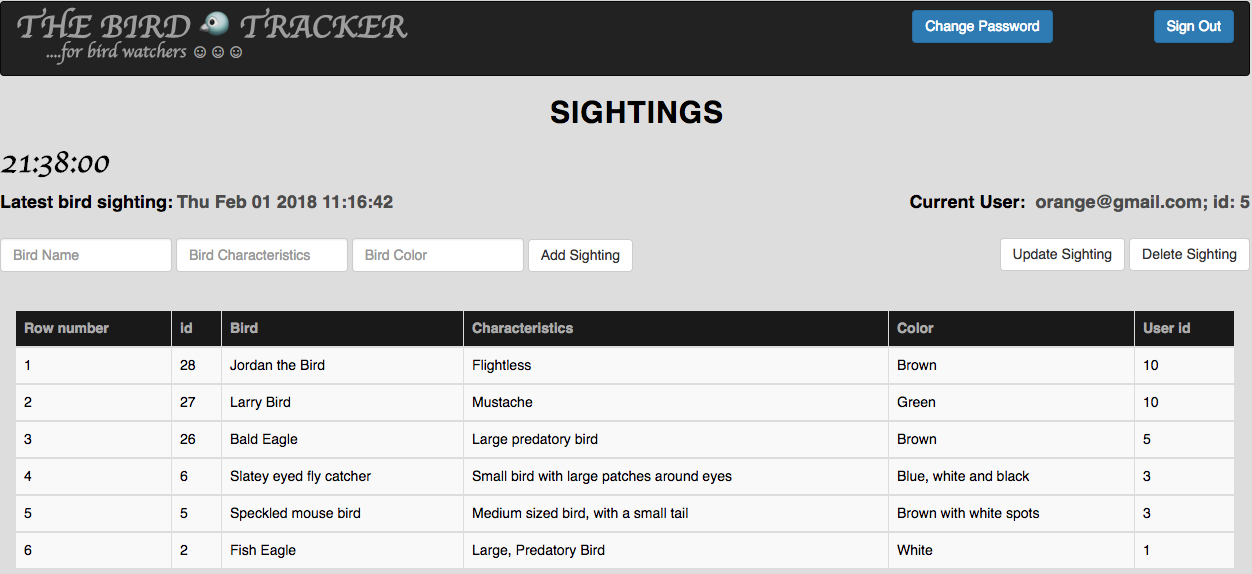 THE BIRD TRACKER
....for bird watchers ☺☺☺
Change Password
Sign Out
SIGHTINGS
21:38:00
Latest bird sighting: Thu Feb 01 2018 11:16:42
Current User: orange@gmail.com; id: 5
Bird Name
Bird Characteristics
Bird Color
Add Sighting
Update Sighting
Delete Sighting
Row number id Bird Characteristics Color User id
1 28 Jordan the Bird Flightless Brown 10
2 27 Larry Bird Mustache Green 10
3 26 Bald Eagle Large predatory bird Brown 5
4 6 Slatey eyed fly catcher Small bird with large patches around eyes Blue, white and black 3
5 5 Speckled mouse bird Medium sized bird, with a small tail Brown with white spots 3
6 2 Fish Eagle Large, Predatory Bird White 1